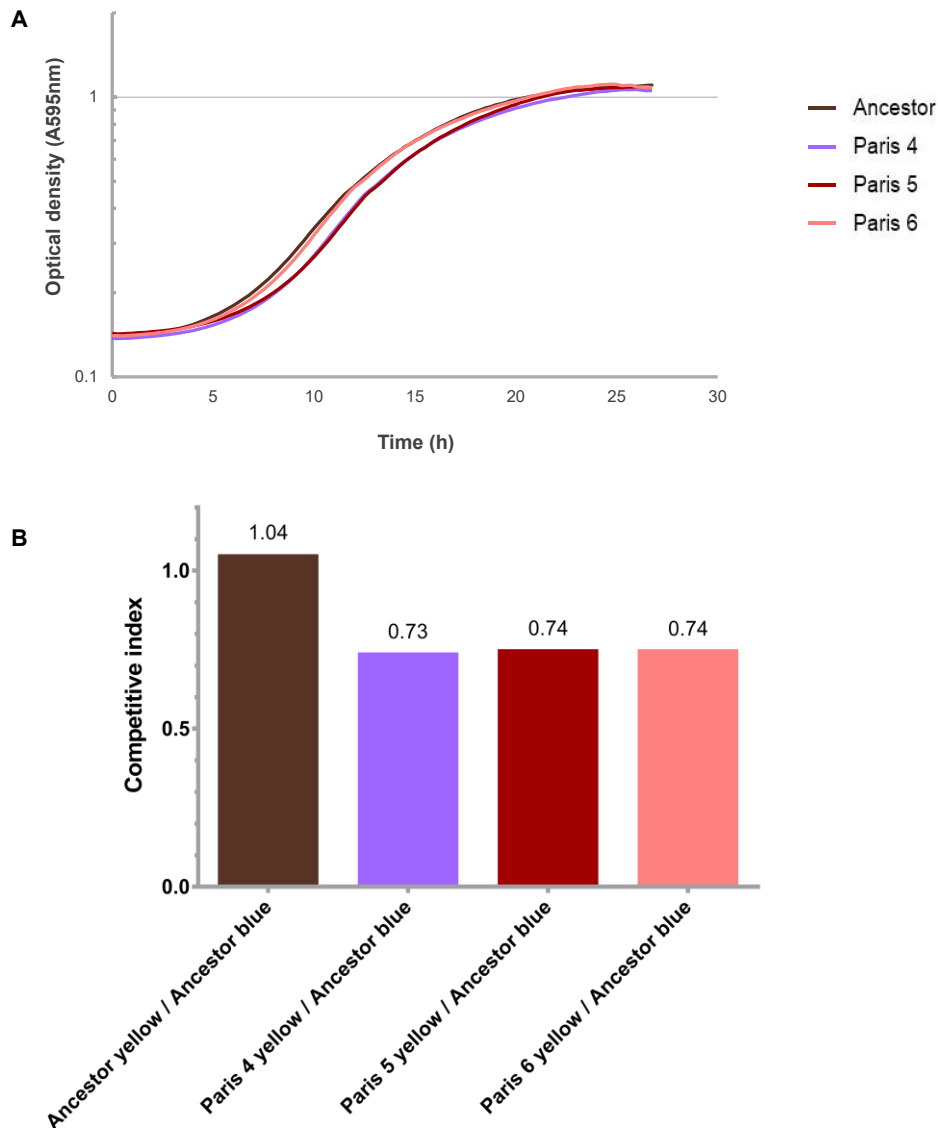 A
Optical density (A595nm)
1
0.1
0
5
10
15
20
25
30
Time (h)
Ancestor
Paris 4
Paris 5
Paris 6
B
Competitive index
1.0
0.5
0.0
1.04
0.73
0.74
0.74
Ancestor yellow / Ancestor blue
Paris 4 yellow / Ancestor blue
Paris 5 yellow / Ancestor blue
Paris 6 yellow / Ancestor blue